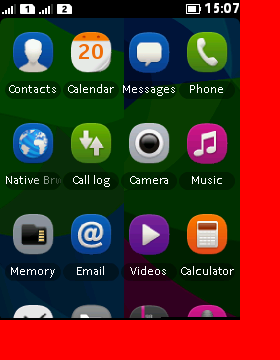 1 2 15:07
20
Contacts Calendar Messages Phone
Native Bro Call log Camera Music
@
Memory Email Videos Calculator